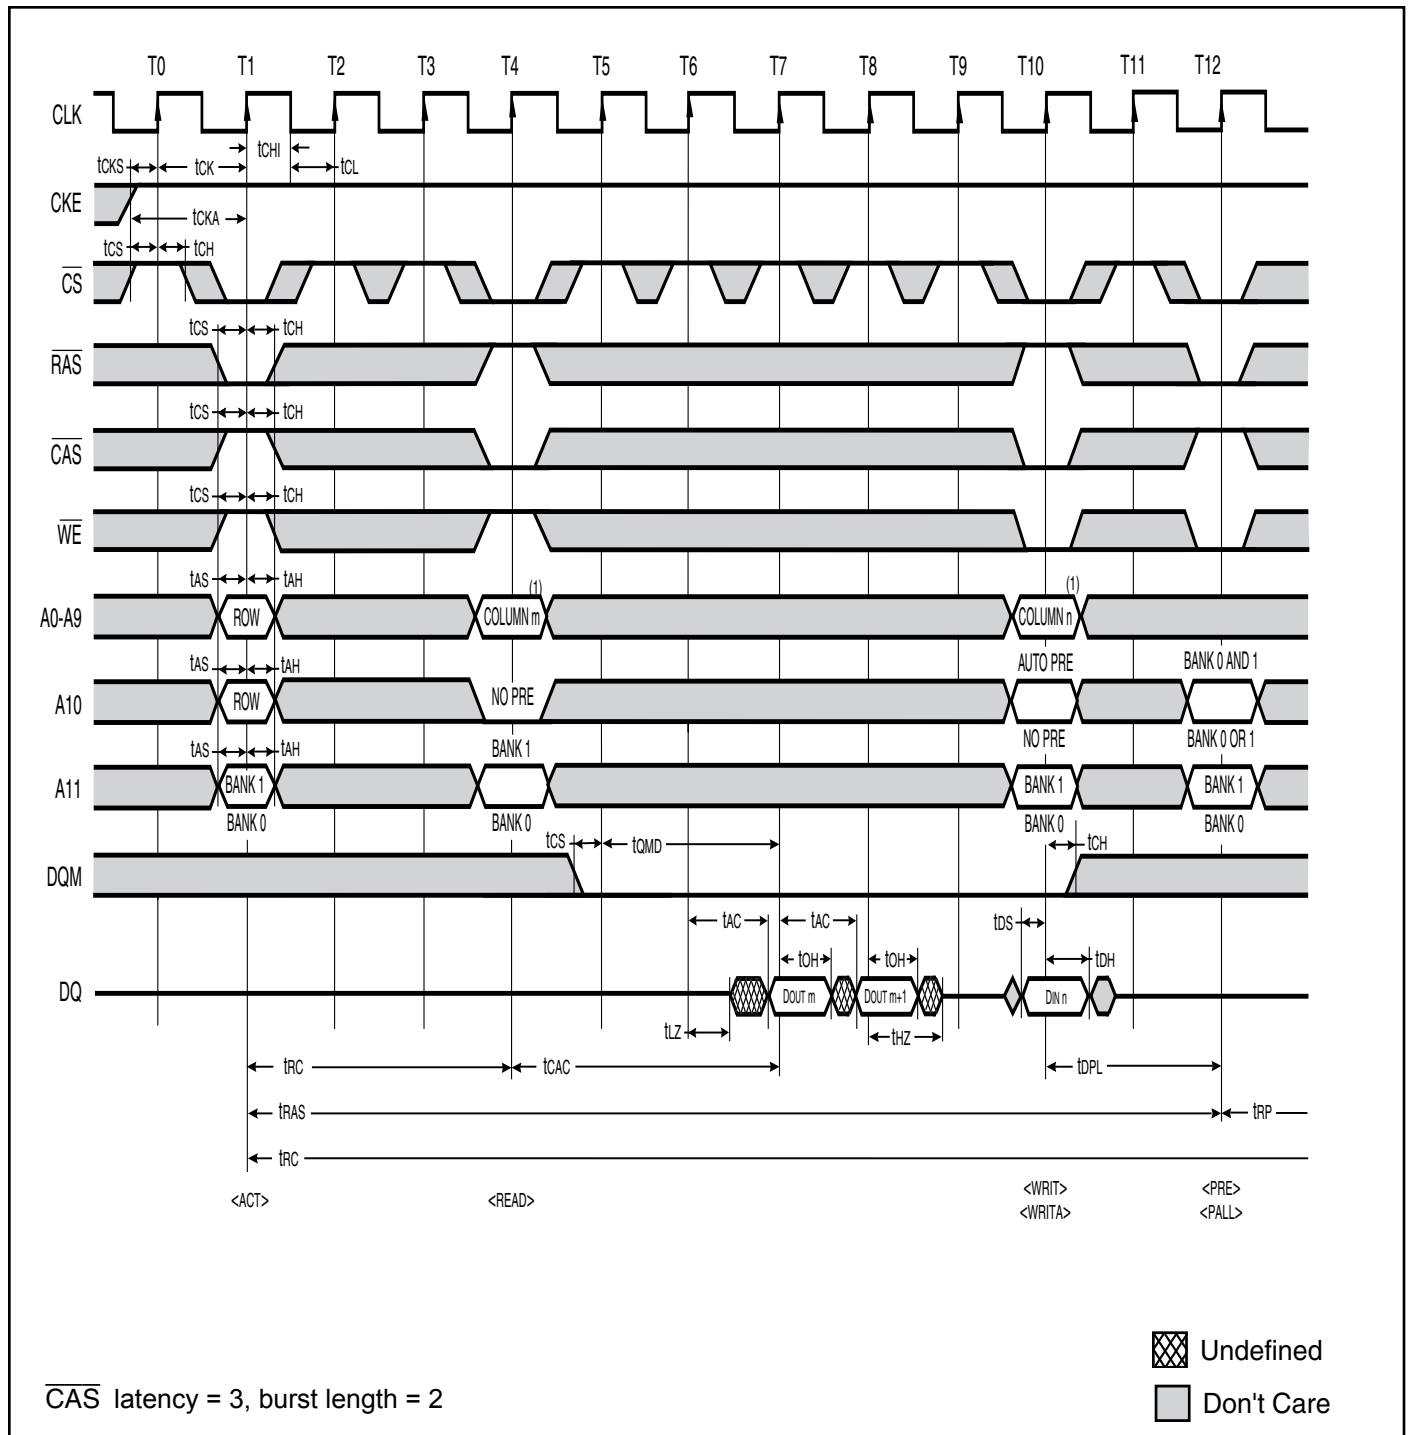 T0 T1 T2 T3 T4 T5 T6 T7 T8 T9 T10 T11 T12
CLK
tCHI
tCKS tCK tCL
CKE
tCKA
tCS tCH
CS
tCS tCH
RAS
tCS tCH
CAS
tCS tCH
WE
tAS tAH (1) (1)
A0-A9 ROW COLUMN m COLUMN n
tAS tAH AUTO PRE BANK 0 AND 1
A10 ROW NO PRE
tAS tAH BANK 1 NO PRE BANK 0 OR 1
A11 BANK 1 BANK 1 BANK 1
BANK 0 BANK 0 BANK 0 BANK 0
tCS tQMD tCH
DQM
tAC tAC tDS
tOH tOH tDH
DQ DOUT m DOUT m+1 DIN n
tLZ tHZ
tRC tCAC tDPL
tRAS tRP
tRC
<ACT> <READ> <WRIT> <PRE>
<WRITA> <PALL>
Undefined
CAS latency = 3, burst length = 2
Don't Care